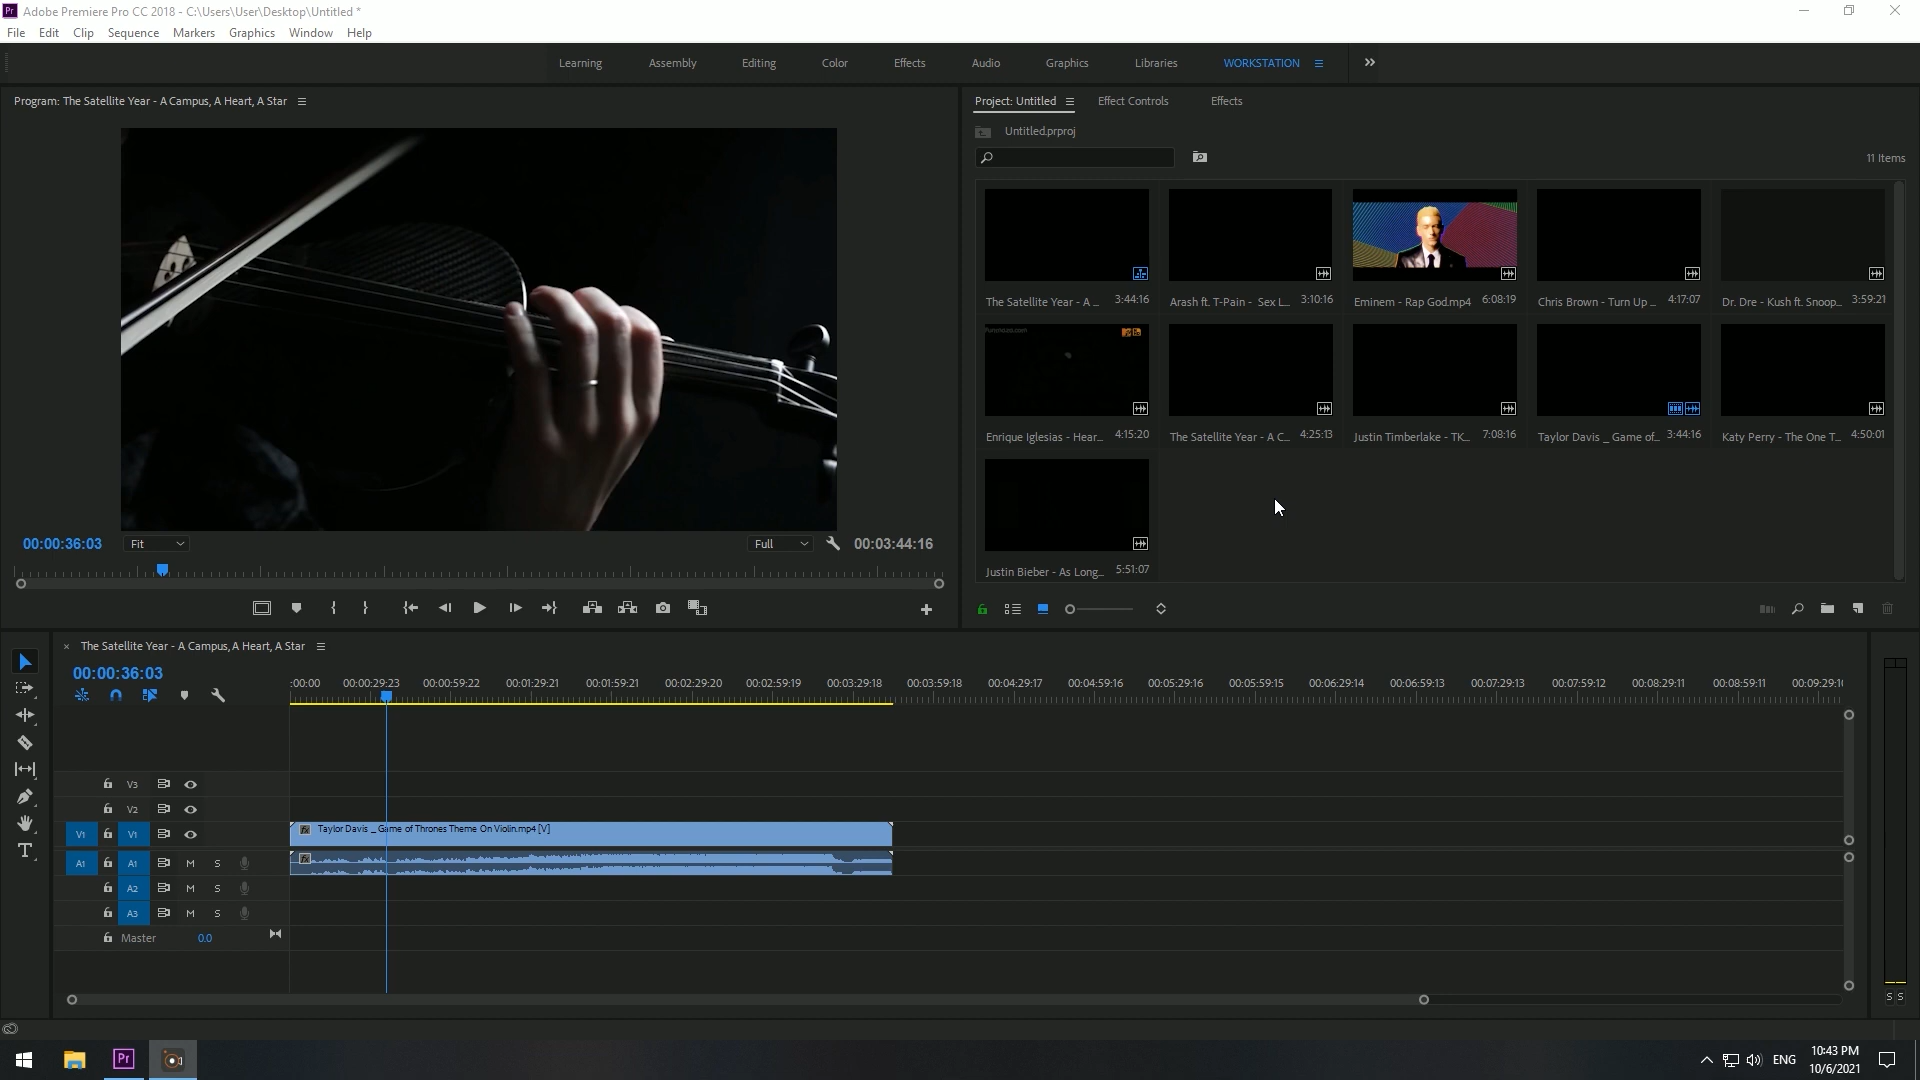 Adobe Premiere Pro CC 2018 - C:\Users\User\Desktop\Untitled *
File Edit Clip Sequence Markers Graphics Window Help
Learning Assembly Editing Color Effects Audio Graphics Libraries WORKSTATION
Program: The Satellite Year - A Campus, A Heart, A Star
Project: Untitled Effect Controls Effects
Untitled.prproj
11 Items
The Satellite Year - A ... 3:44:16
Arash ft. T-Pain - Sex L... 3:10:16
Eminem - Rap God.mp4 6:08:19
Chris Brown - Turn Up ... 4:17:07
Dr. Dre - Kush ft. Snoop... 3:59:21
Enrique Iglesias - Hear... 4:15:20
The Satellite Year - A C... 4:25:13
Justin Timberlake - TK... 7:08:16
Taylor Davis _ Game of... 3:44:16
Katy Perry - The One T... 4:50:01
Justin Bieber - As Long... 5:51:07
00:00:36:03 Fit Full 00:03:44:16
The Satellite Year - A Campus, A Heart, A Star
00:00:36:03
:00:00 00:00:29:23 00:00:59:22 00:01:29:21 00:01:59:21 00:02:29:20 00:02:59:19 00:03:29:18 00:03:59:18 00:04:29:17 00:04:59:16 00:05:29:16 00:05:59:15 00:06:29:14 00:06:59:13 00:07:29:13 00:07:59:12 00:08:29:11 00:08:59:11
V3
V2
V1 V1 fx Taylor Davis _ Game of Thrones Theme On Violin.mp4 [V]
A1 A1 M S fx
A2 M S
A3 M S
Master 0.0
S S
Pr
ENG
10:43 PM
10/6/2021